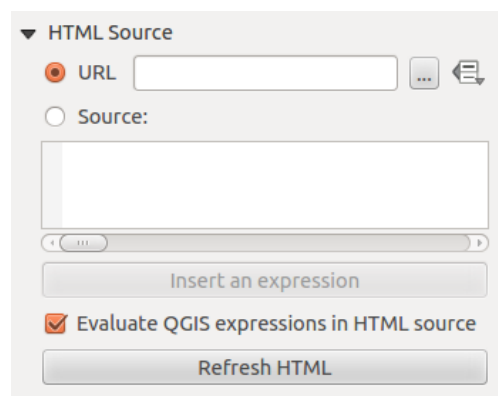 HTML Source
URL
...
Source:
Insert an expression
Evaluate QGIS expressions in HTML source
Refresh HTML